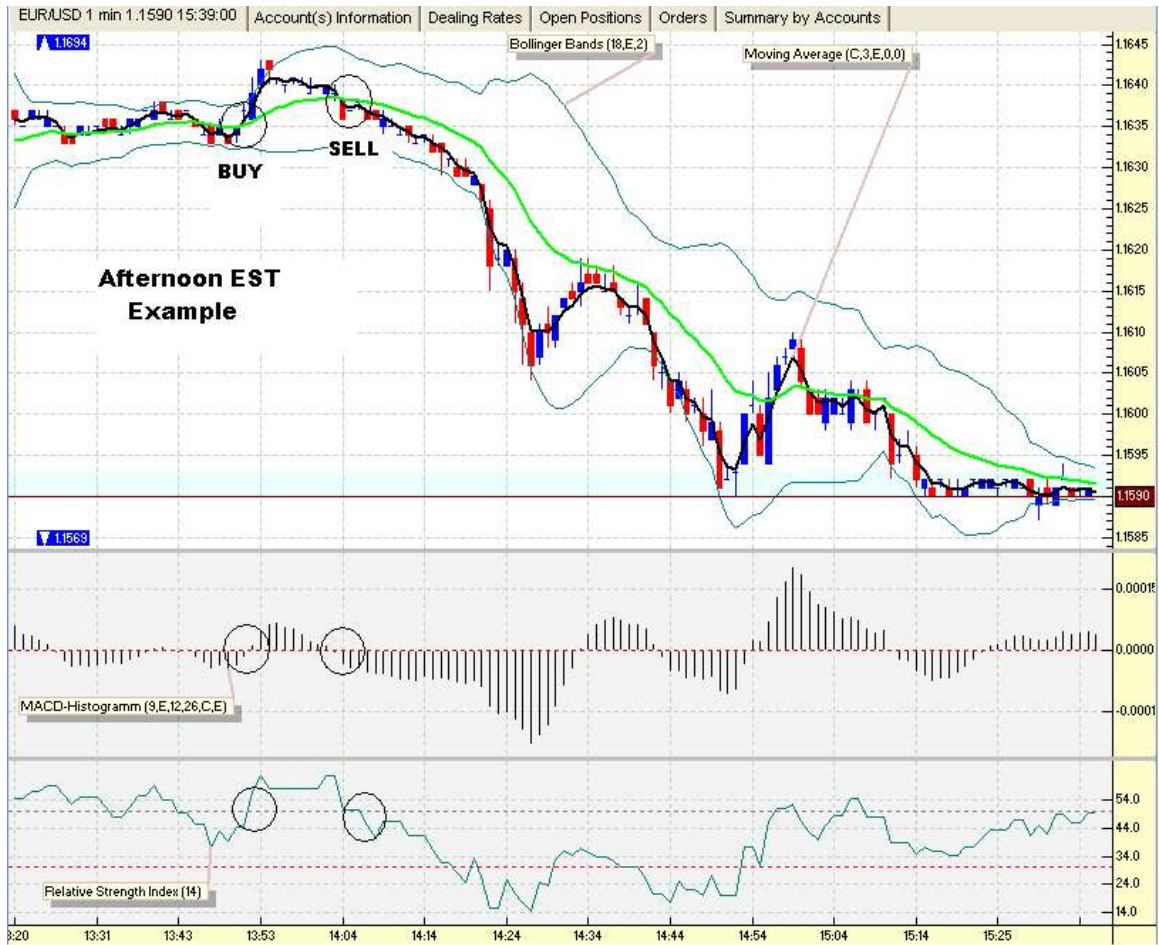 EUR/USD 1 min 1.1590 15:39:00 Account(s) Information Dealing Rates Open Positions Orders Summary by Accounts
1.1694
Bollinger Bands (18,E,2)
Moving Average (C,3,E,0,0)
1.1645
1.1640
1.1635
1.1630
1.1625
1.1620
1.1615
1.1610
1.1605
1.1600
1.1595
1.1590
1.1585
BUY
SELL
Afternoon EST
Example
1.1569
0.00015
0.0000
-0.0001
MACD-Histogramm (9,E,12,26,C,E)
54.0
44.0
34.0
24.0
14.0
Relative Strength Index (14)
3:20 13:31 13:43 13:53 14:04 14:14 14:24 14:34 14:44 14:54 15:04 15:14 15:25